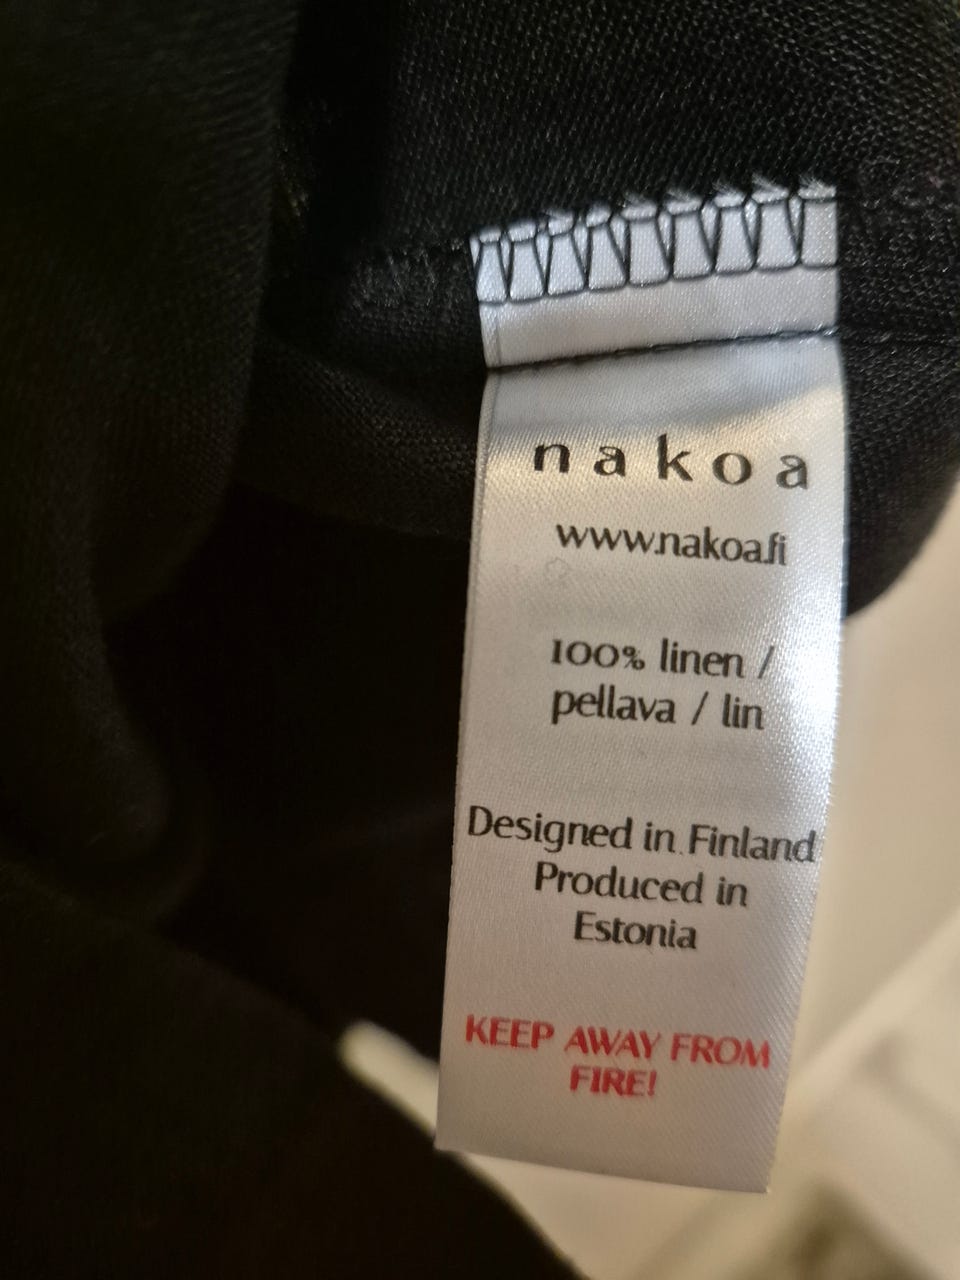 nakoa
www.nakoa.fi
100% linen /
pellava / lin
Designed in Finland
Produced in
Estonia
KEEP AWAY FROM
FIRE!